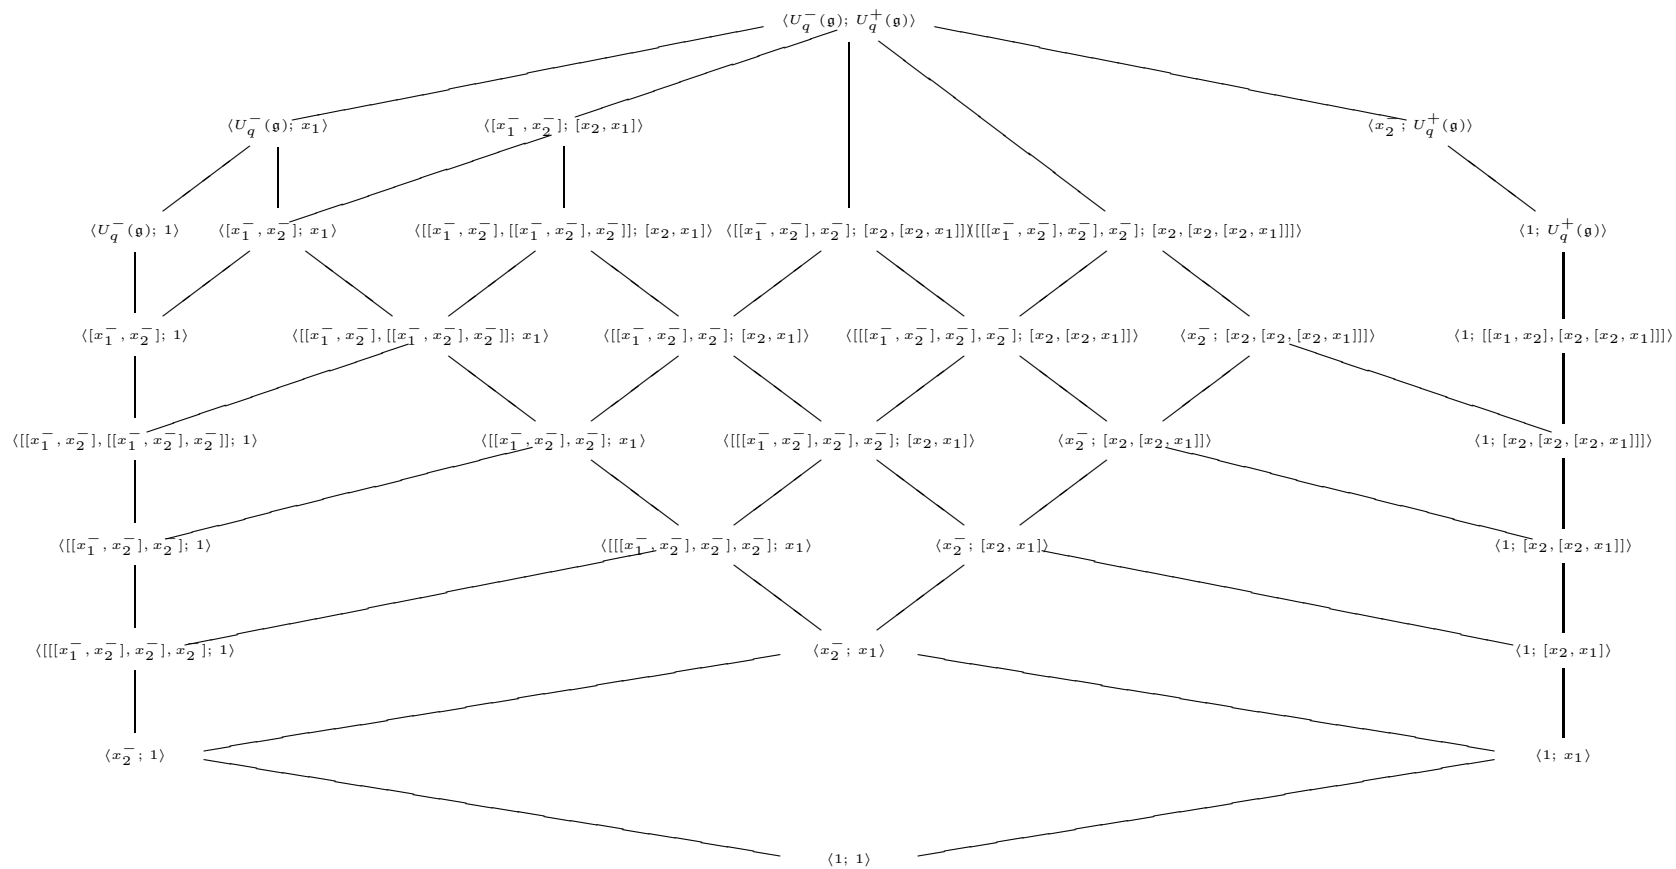 ⟨U_q^−(𝔤); U_q^+(𝔤)⟩
⟨U_q^−(𝔤); x_1⟩ ⟨[x_1^−, x_2^−]; [x_2, x_1]⟩ ⟨x_2^−; U_q^+(𝔤)⟩
⟨U_q^−(𝔤); 1⟩ ⟨[x_1^−, x_2^−]; x_1⟩ ⟨[[x_1^−, x_2^−], [[x_1^−, x_2^−], x_2^−]]; [x_2, x_1]⟩ ⟨[[x_1^−, x_2^−], x_2^−]; [x_2, [x_2, x_1]]⟩ ⟨[[[x_1^−, x_2^−], x_2^−], x_2^−]; [x_2, [x_2, [x_2, x_1]]]⟩ ⟨1; U_q^+(𝔤)⟩
⟨[x_1^−, x_2^−]; 1⟩ ⟨[[x_1^−, x_2^−], [[x_1^−, x_2^−], x_2^−]]; x_1⟩ ⟨[[x_1^−, x_2^−], x_2^−]; [x_2, x_1]⟩ ⟨[[[x_1^−, x_2^−], x_2^−], x_2^−]; [x_2, [x_2, x_1]]⟩ ⟨x_2^−; [x_2, [x_2, [x_2, x_1]]]⟩ ⟨1; [[x_1, x_2], [x_2, [x_2, x_1]]]⟩
⟨[[x_1^−, x_2^−], [[x_1^−, x_2^−], x_2^−]]; 1⟩ ⟨[[x_1^−, x_2^−], x_2^−]; x_1⟩ ⟨[[[x_1^−, x_2^−], x_2^−], x_2^−]; [x_2, x_1]⟩ ⟨x_2^−; [x_2, [x_2, x_1]]⟩ ⟨1; [x_2, [x_2, [x_2, x_1]]]⟩
⟨[[x_1^−, x_2^−], x_2^−]; 1⟩ ⟨[[[x_1^−, x_2^−], x_2^−], x_2^−]; x_1⟩ ⟨x_2^−; [x_2, x_1]⟩ ⟨1; [x_2, [x_2, x_1]]⟩
⟨[[[x_1^−, x_2^−], x_2^−], x_2^−]; 1⟩ ⟨x_2^−; x_1⟩ ⟨1; [x_2, x_1]⟩
⟨x_2^−; 1⟩ ⟨1; x_1⟩
⟨1; 1⟩